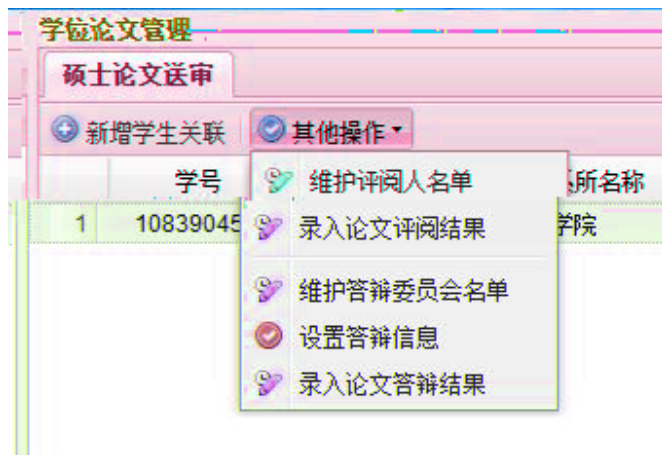 学位论文管理
硕士论文送审
新增学生关联 其他操作
学号 所名称
维护评阅人名单
1 10839045 学院
录入论文评阅结果
维护答辩委员会名单
设置答辩信息
录入论文答辩结果